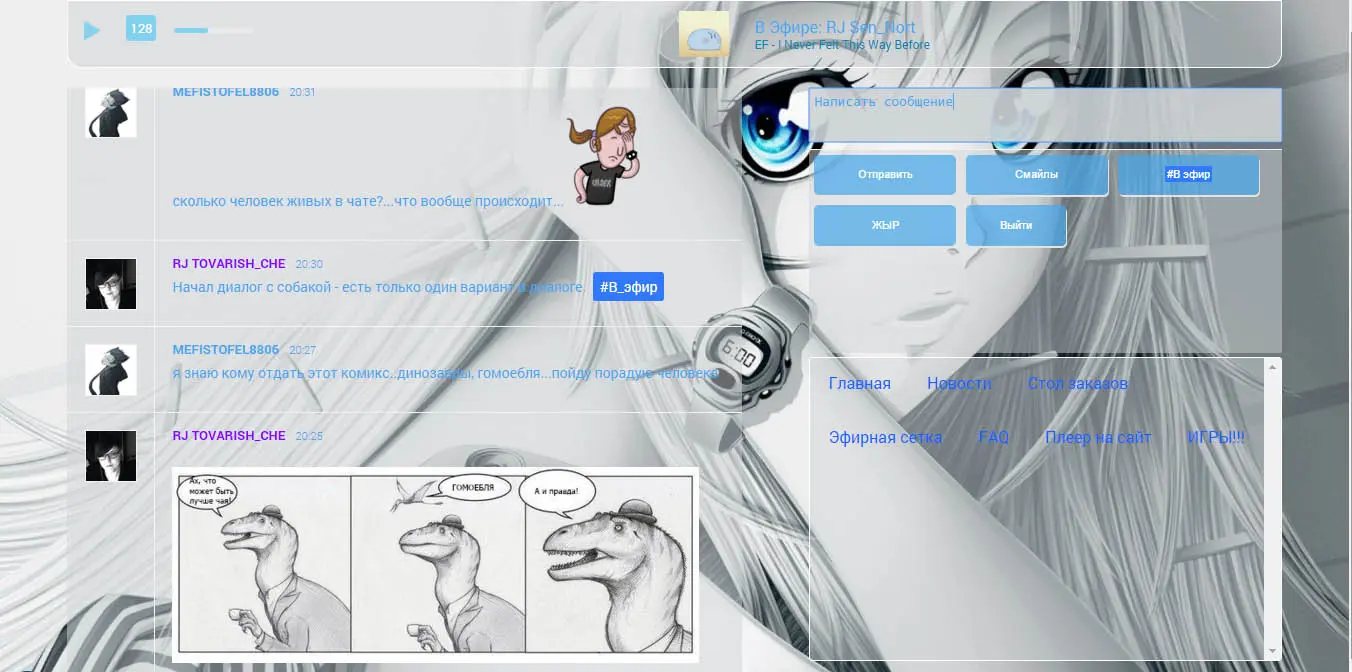 128
В Эфире: RJ Sen_Nort
EF - I Never Felt This Way Before
MEFISTOFEL8806 20:31
сколько человек живых в чате?...что вообще происходит...
RJ TOVARISH_CHE 20:30
Начал диалог с собакой - есть только один вариант в диалоге. #В_эфир
MEFISTOFEL8806 20:27
я знаю кому отдать этот комикс..динозавры, гомоебля...пойду порадую человека
RJ TOVARISH_CHE 20:25
Ах, что
может быть
лучше чая!
ГОМОЕБЛЯ
А и правда!
Написать сообщение
Отправить Смайлы #В эфир
ЖЫР Выйти
6:00
Главная Новости Стол заказов
Эфирная сетка FAQ Плеер на сайт ИГРЫ!!!